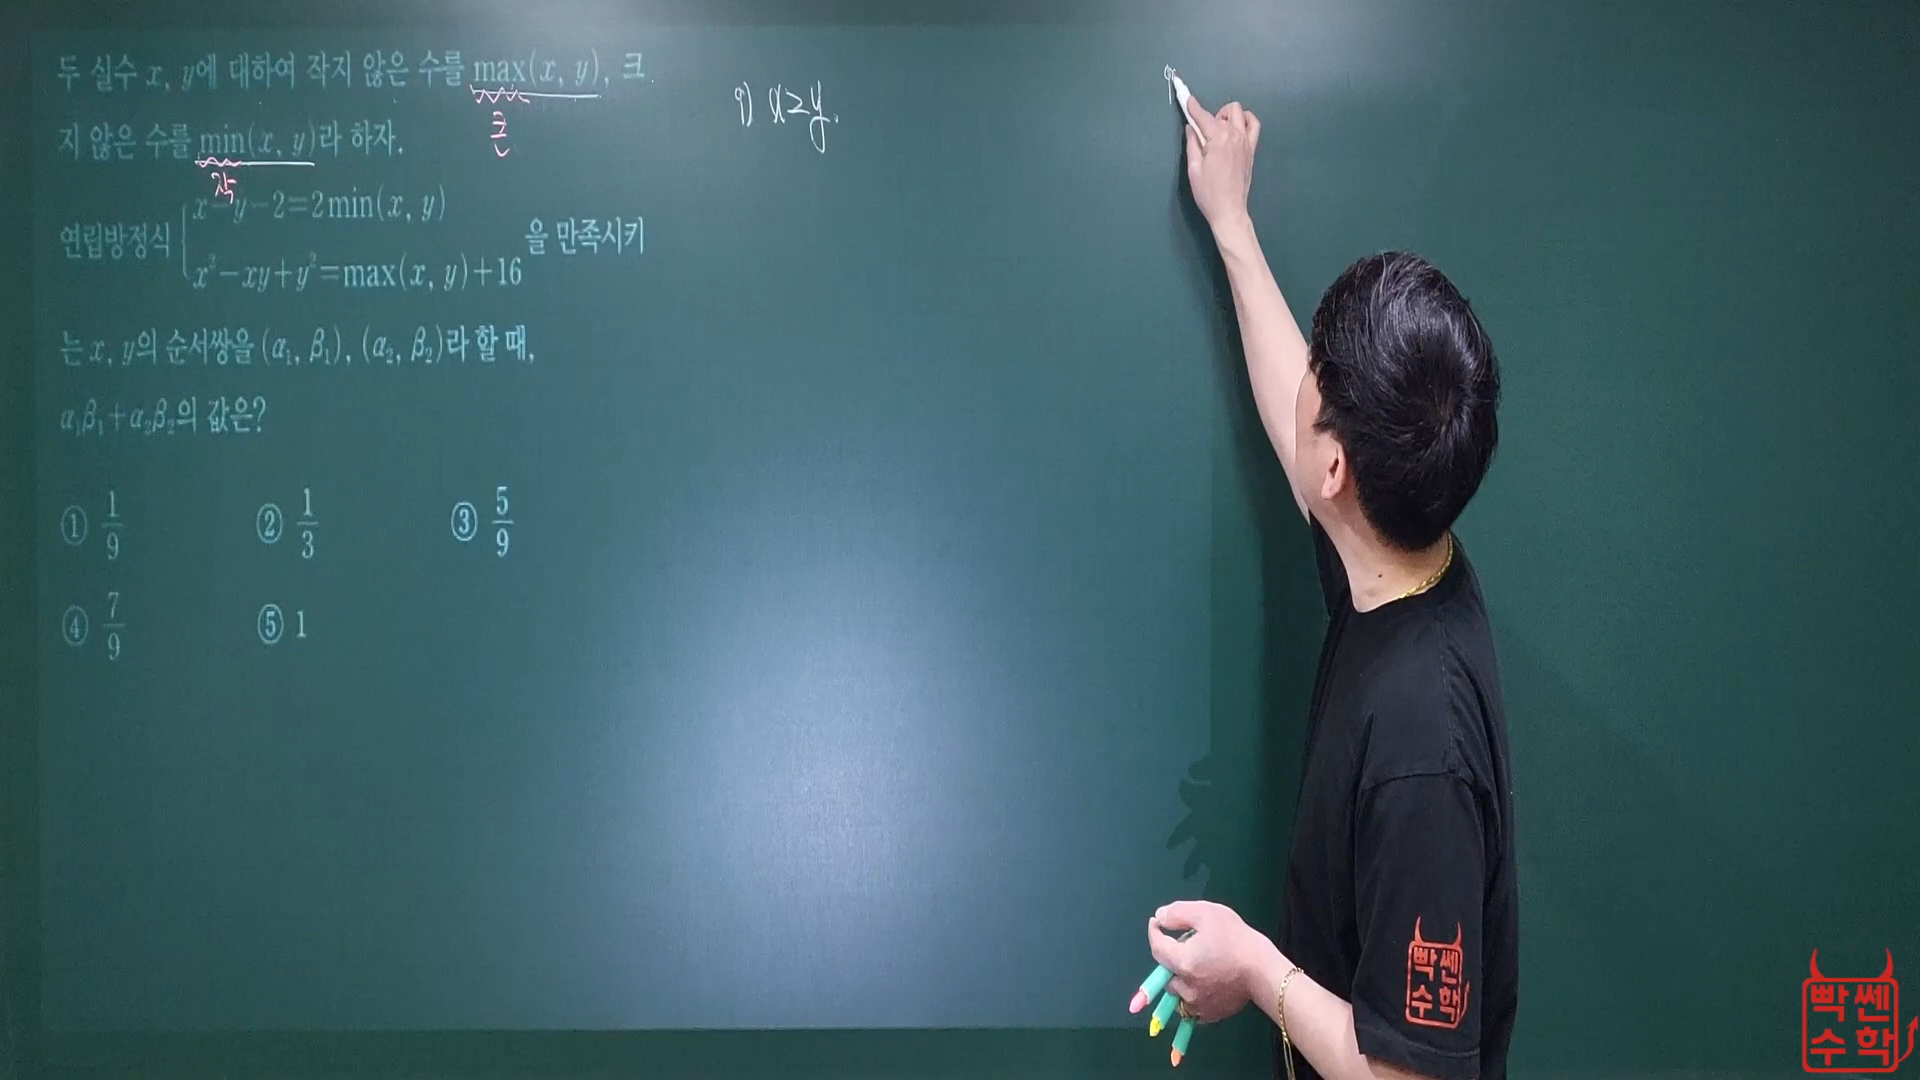 두 실수 x, y에 대하여 작지 않은 수를 max(x, y), 크
지 않은 수를 min(x, y)라 하자.
큰
작
연립방정식 { x-y-2=2min(x, y)
x²-xy+y²=max(x, y)+16 을 만족시키
는 x, y의 순서쌍을 (α₁, β₁), (α₂, β₂)라 할 때,
α₁β₁+α₂β₂의 값은?
① 1/9 ② 1/3 ③ 5/9
④ 7/9 ⑤ 1
i) x≥y.
빡쎈
수학
빡쎈
수학